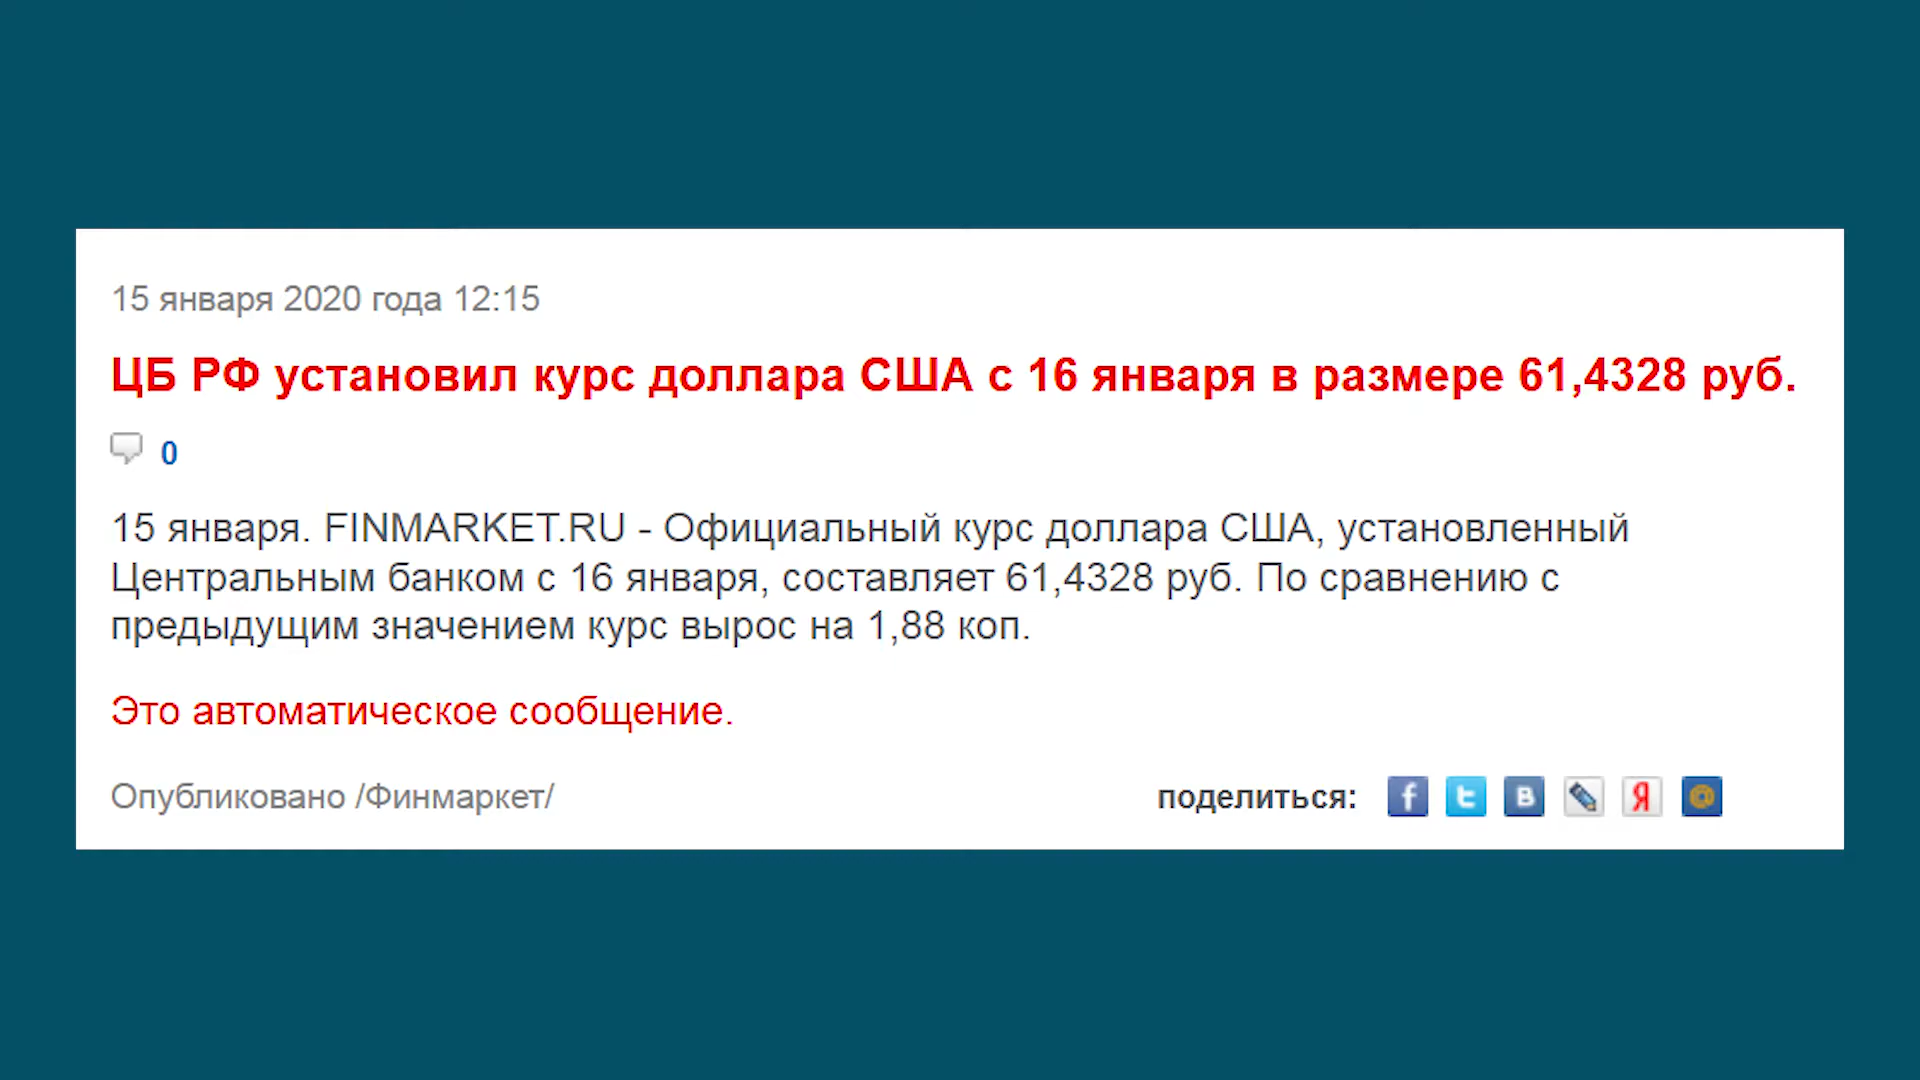 15 января 2020 года 12:15
ЦБ РФ установил курс доллара США с 16 января в размере 61,4328 руб.
0
15 января. FINMARKET.RU - Официальный курс доллара США, установленный
Центральным банком с 16 января, составляет 61,4328 руб. По сравнению с
предыдущим значением курс вырос на 1,88 коп.
Это автоматическое сообщение.
Опубликовано /Финмаркет/
поделиться: f t B Я @